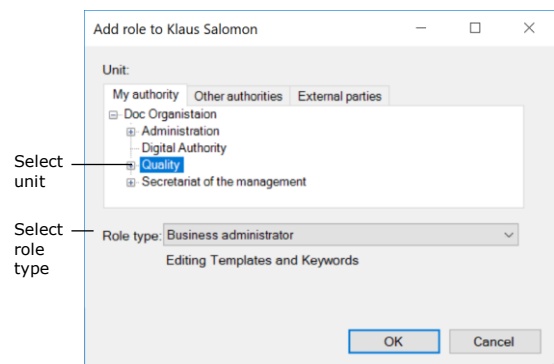 Add role to Klaus Salomon
Unit:
My authority Other authorities External parties
Doc Organistaion
Administration
Digital Authority
Quality
Secretariat of the management
Select
unit
Select
role
type
Role type: Business administrator
Editing Templates and Keywords
OK Cancel